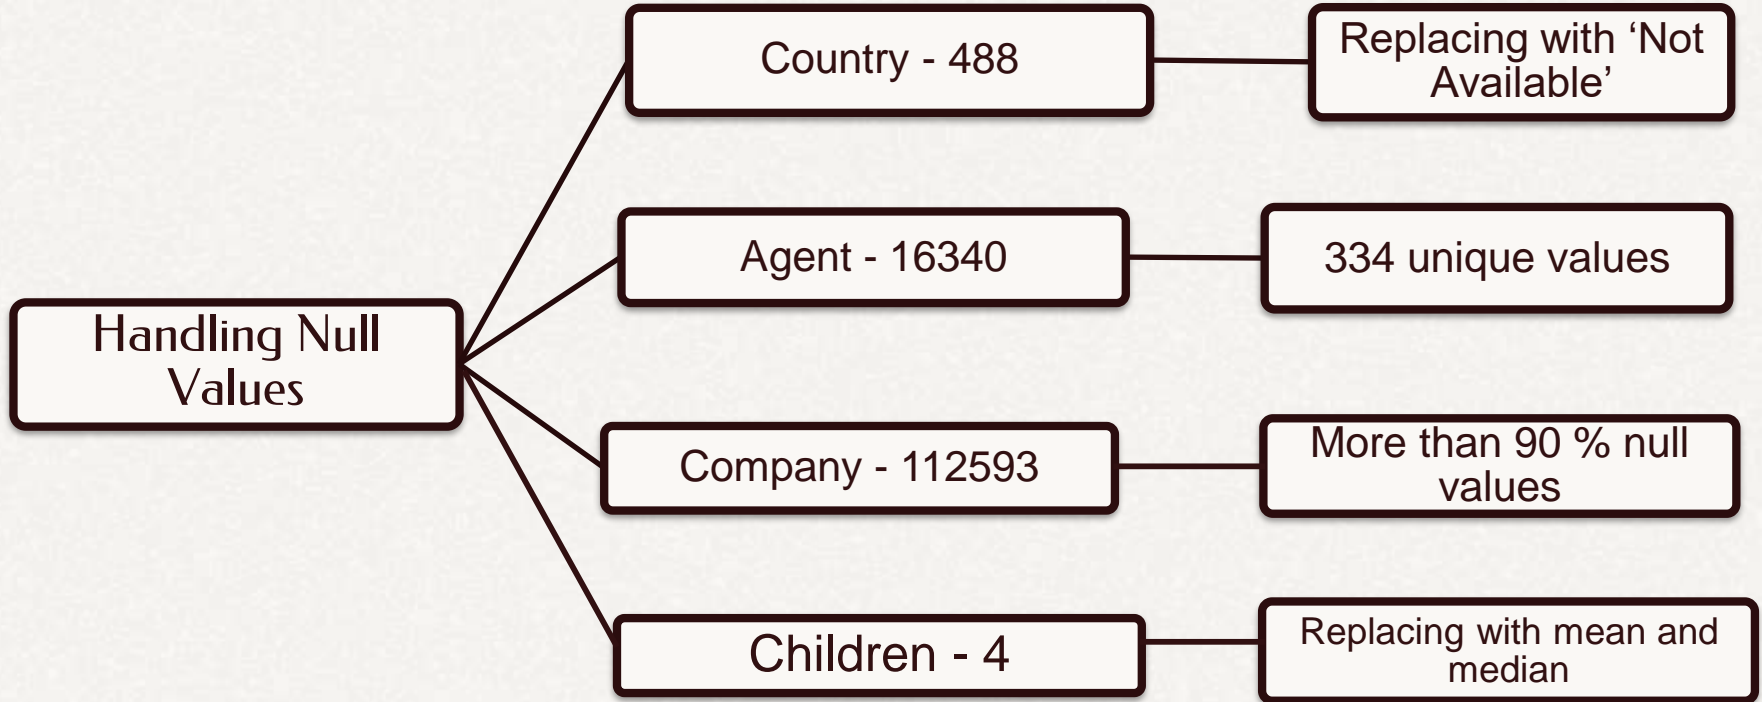 Handling Null
Values
Country - 488
Replacing with ‘Not
Available’
Agent - 16340
334 unique values
Company - 112593
More than 90 % null
values
Children - 4
Replacing with mean and
median